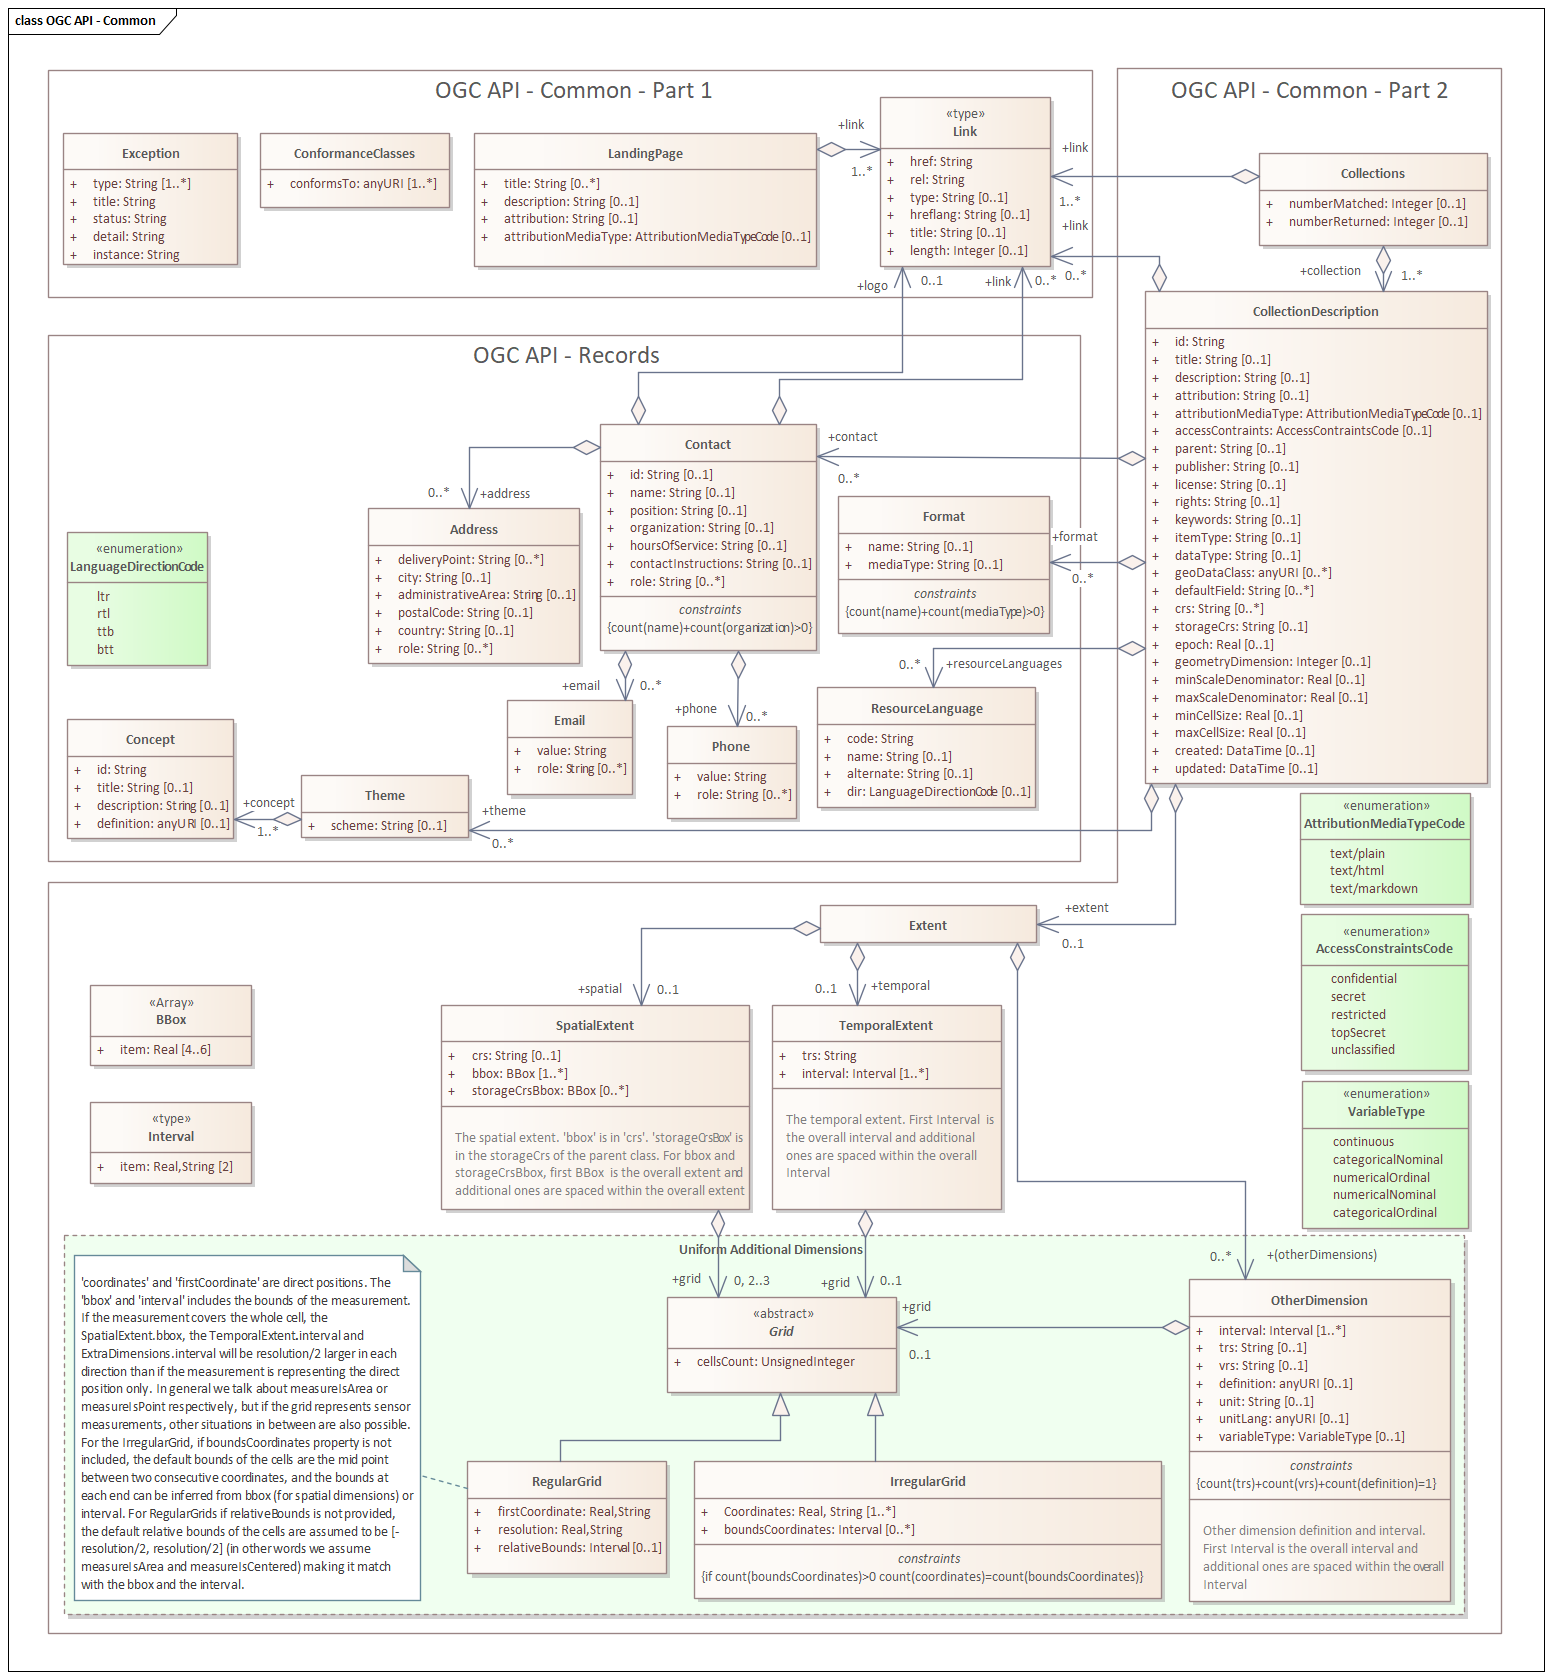 class OGC API - Common
OGC API - Common - Part 1
Exception
+ type: String [1..*]
+ title: String
+ status: String
+ detail: String
+ instance: String
ConformanceClasses
+ conformsTo: anyURI [1..*]
LandingPage
+ title: String [0..*]
+ description: String [0..1]
+ attribution: String [0..1]
+ attributionMediaType: AttributionMediaTypeCode [0..1]
+link
1..*
«type»
Link
+ href: String
+ rel: String
+ type: String [0..1]
+ hreflang: String [0..1]
+ title: String [0..1]
+ length: Integer [0..1]
OGC API - Common - Part 2
+link
1..*
Collections
+ numberMatched: Integer [0..1]
+ numberReturned: Integer [0..1]
+link
0..*
+collection
1..*
+logo
0..1
+link
0..*
CollectionDescription
+ id: String
+ title: String [0..1]
+ description: String [0..1]
+ attribution: String [0..1]
+ attributionMediaType: AttributionMediaTypeCode [0..1]
+ accessContraints: AccessContraintsCode [0..1]
+ parent: String [0..1]
+ publisher: String [0..1]
+ license: String [0..1]
+ rights: String [0..1]
+ keywords: String [0..1]
+ itemType: String [0..1]
+ dataType: String [0..1]
+ geoDataClass: anyURI [0..*]
+ defaultField: String [0..*]
+ crs: String [0..*]
+ storageCrs: String [0..1]
+ epoch: Real [0..1]
+ geometryDimension: Integer [0..1]
+ minScaleDenominator: Real [0..1]
+ maxScaleDenominator: Real [0..1]
+ minCellSize: Real [0..1]
+ maxCellSize: Real [0..1]
+ created: DataTime [0..1]
+ updated: DataTime [0..1]
OGC API - Records
Contact
+ id: String [0..1]
+ name: String [0..1]
+ position: String [0..1]
+ organization: String [0..1]
+ hoursOfService: String [0..1]
+ contactInstructions: String [0..1]
+ role: String [0..*]
constraints
{count(name)+count(organization)>0}
+contact
0..*
0..*
+address
Address
+ deliveryPoint: String [0..*]
+ city: String [0..1]
+ administrativeArea: String [0..1]
+ postalCode: String [0..1]
+ country: String [0..1]
+ role: String [0..*]
Format
+ name: String [0..1]
+ mediaType: String [0..1]
constraints
{count(name)+count(mediaType)>0}
+format
0..*
«enumeration»
LanguageDirectionCode
ltr
rtl
ttb
btt
+email
0..*
Email
+ value: String
+ role: String [0..*]
+phone
0..*
Phone
+ value: String
+ role: String [0..*]
0..*
+resourceLanguages
ResourceLanguage
+ code: String
+ name: String [0..1]
+ alternate: String [0..1]
+ dir: LanguageDirectionCode [0..1]
Concept
+ id: String
+ title: String [0..1]
+ description: String [0..1]
+ definition: anyURI [0..1]
+concept
1..*
Theme
+ scheme: String [0..1]
+theme
0..*
«enumeration»
AttributionMediaTypeCode
text/plain
text/html
text/markdown
Extent
+extent
0..1
«enumeration»
AccessConstraintsCode
confidential
secret
restricted
topSecret
unclassified
+spatial
0..1
0..1
+temporal
«Array»
BBox
+ item: Real [4..6]
SpatialExtent
+ crs: String [0..1]
+ bbox: BBox [1..*]
+ storageCrsBbox: BBox [0..*]
The spatial extent. 'bbox' is in 'crs'. 'storageCrsBox' is
in the storageCrs of the parent class. For bbox and
storageCrsBbox, first BBox is the overall extent and
additional ones are spaced within the overall extent
TemporalExtent
+ trs: String
+ interval: Interval [1..*]
The temporal extent. First Interval is
the overall interval and additional
ones are spaced within the overall
Interval
«type»
Interval
+ item: Real,String [2]
«enumeration»
VariableType
continuous
categoricalNominal
numericalOrdinal
numericalNominal
categoricalOrdinal
Uniform Additional Dimensions
+grid
0, 2..3
+grid
0..1
0..*
+(otherDimensions)
'coordinates' and 'firstCoordinate' are direct positions. The
'bbox' and 'interval' includes the bounds of the measurement.
If the measurement covers the whole cell, the
SpatialExtent.bbox, the TemporalExtent.interval and
ExtraDimensions.interval will be resolution/2 larger in each
direction than if the measurement is representing the direct
position only. In general we talk about measureIsArea or
measureIsPoint respectively, but if the grid represents sensor
measurements, other situations in between are also possible.
For the IrregularGrid, if boundsCoordinates property is not
included, the default bounds of the cells are the mid point
between two consecutive coordinates, and the bounds at
each end can be inferred from bbox (for spatial dimensions) or
interval. For RegularGrids if relativeBounds is not provided,
the default relative bounds of the cells are assumed to be [-
resolution/2, resolution/2] (in other words we assume
measureIsArea and measureIsCentered) making it match
with the bbox and the interval.
«abstract»
Grid
+ cellsCount: UnsignedInteger
+grid
0..1
OtherDimension
+ interval: Interval [1..*]
+ trs: String [0..1]
+ vrs: String [0..1]
+ definition: anyURI [0..1]
+ unit: String [0..1]
+ unitLang: anyURI [0..1]
+ variableType: VariableType [0..1]
constraints
{count(trs)+count(vrs)+count(definition)=1}
Other dimension definition and interval.
First Interval is the overall interval and
additional ones are spaced within the overall
Interval
RegularGrid
+ firstCoordinate: Real,String
+ resolution: Real,String
+ relativeBounds: Interval [0..1]
IrregularGrid
+ Coordinates: Real, String [1..*]
+ boundsCoordinates: Interval [0..*]
constraints
{if count(boundsCoordinates)>0 count(coordinates)=count(boundsCoordinates)}